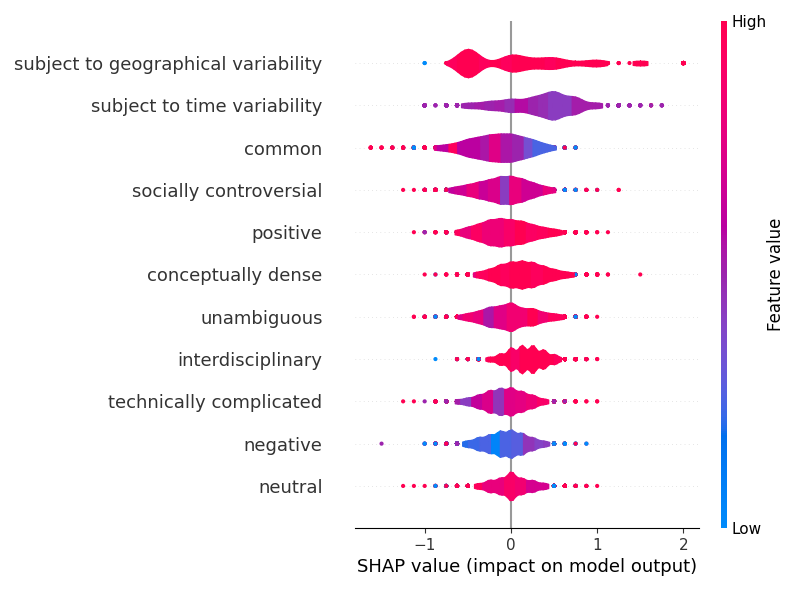 High
subject to geographical variability
subject to time variability
common
socially controversial
positive
conceptually dense
unambiguous
interdisciplinary
technically complicated
negative
neutral
Feature value
Low
−1 0 1 2
SHAP value (impact on model output)